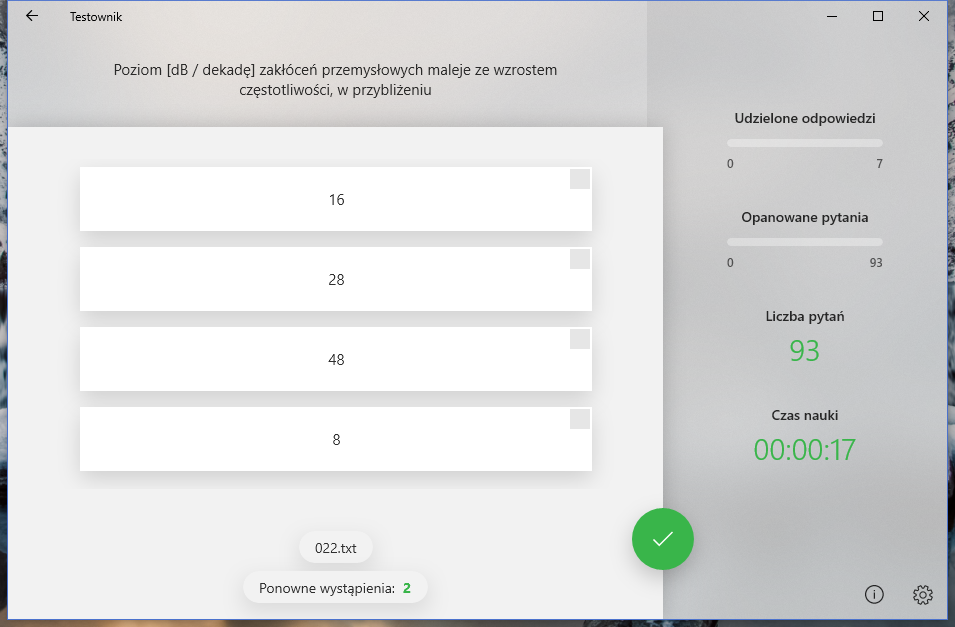 Testownik
Poziom [dB / dekadę] zakłóceń przemysłowych maleje ze wzrostem
częstotliwości, w przybliżeniu
16
28
48
8
022.txt
Ponowne wystąpienia: 2
Udzielone odpowiedzi
0 7
Opanowane pytania
0 93
Liczba pytań
93
Czas nauki
00:00:17